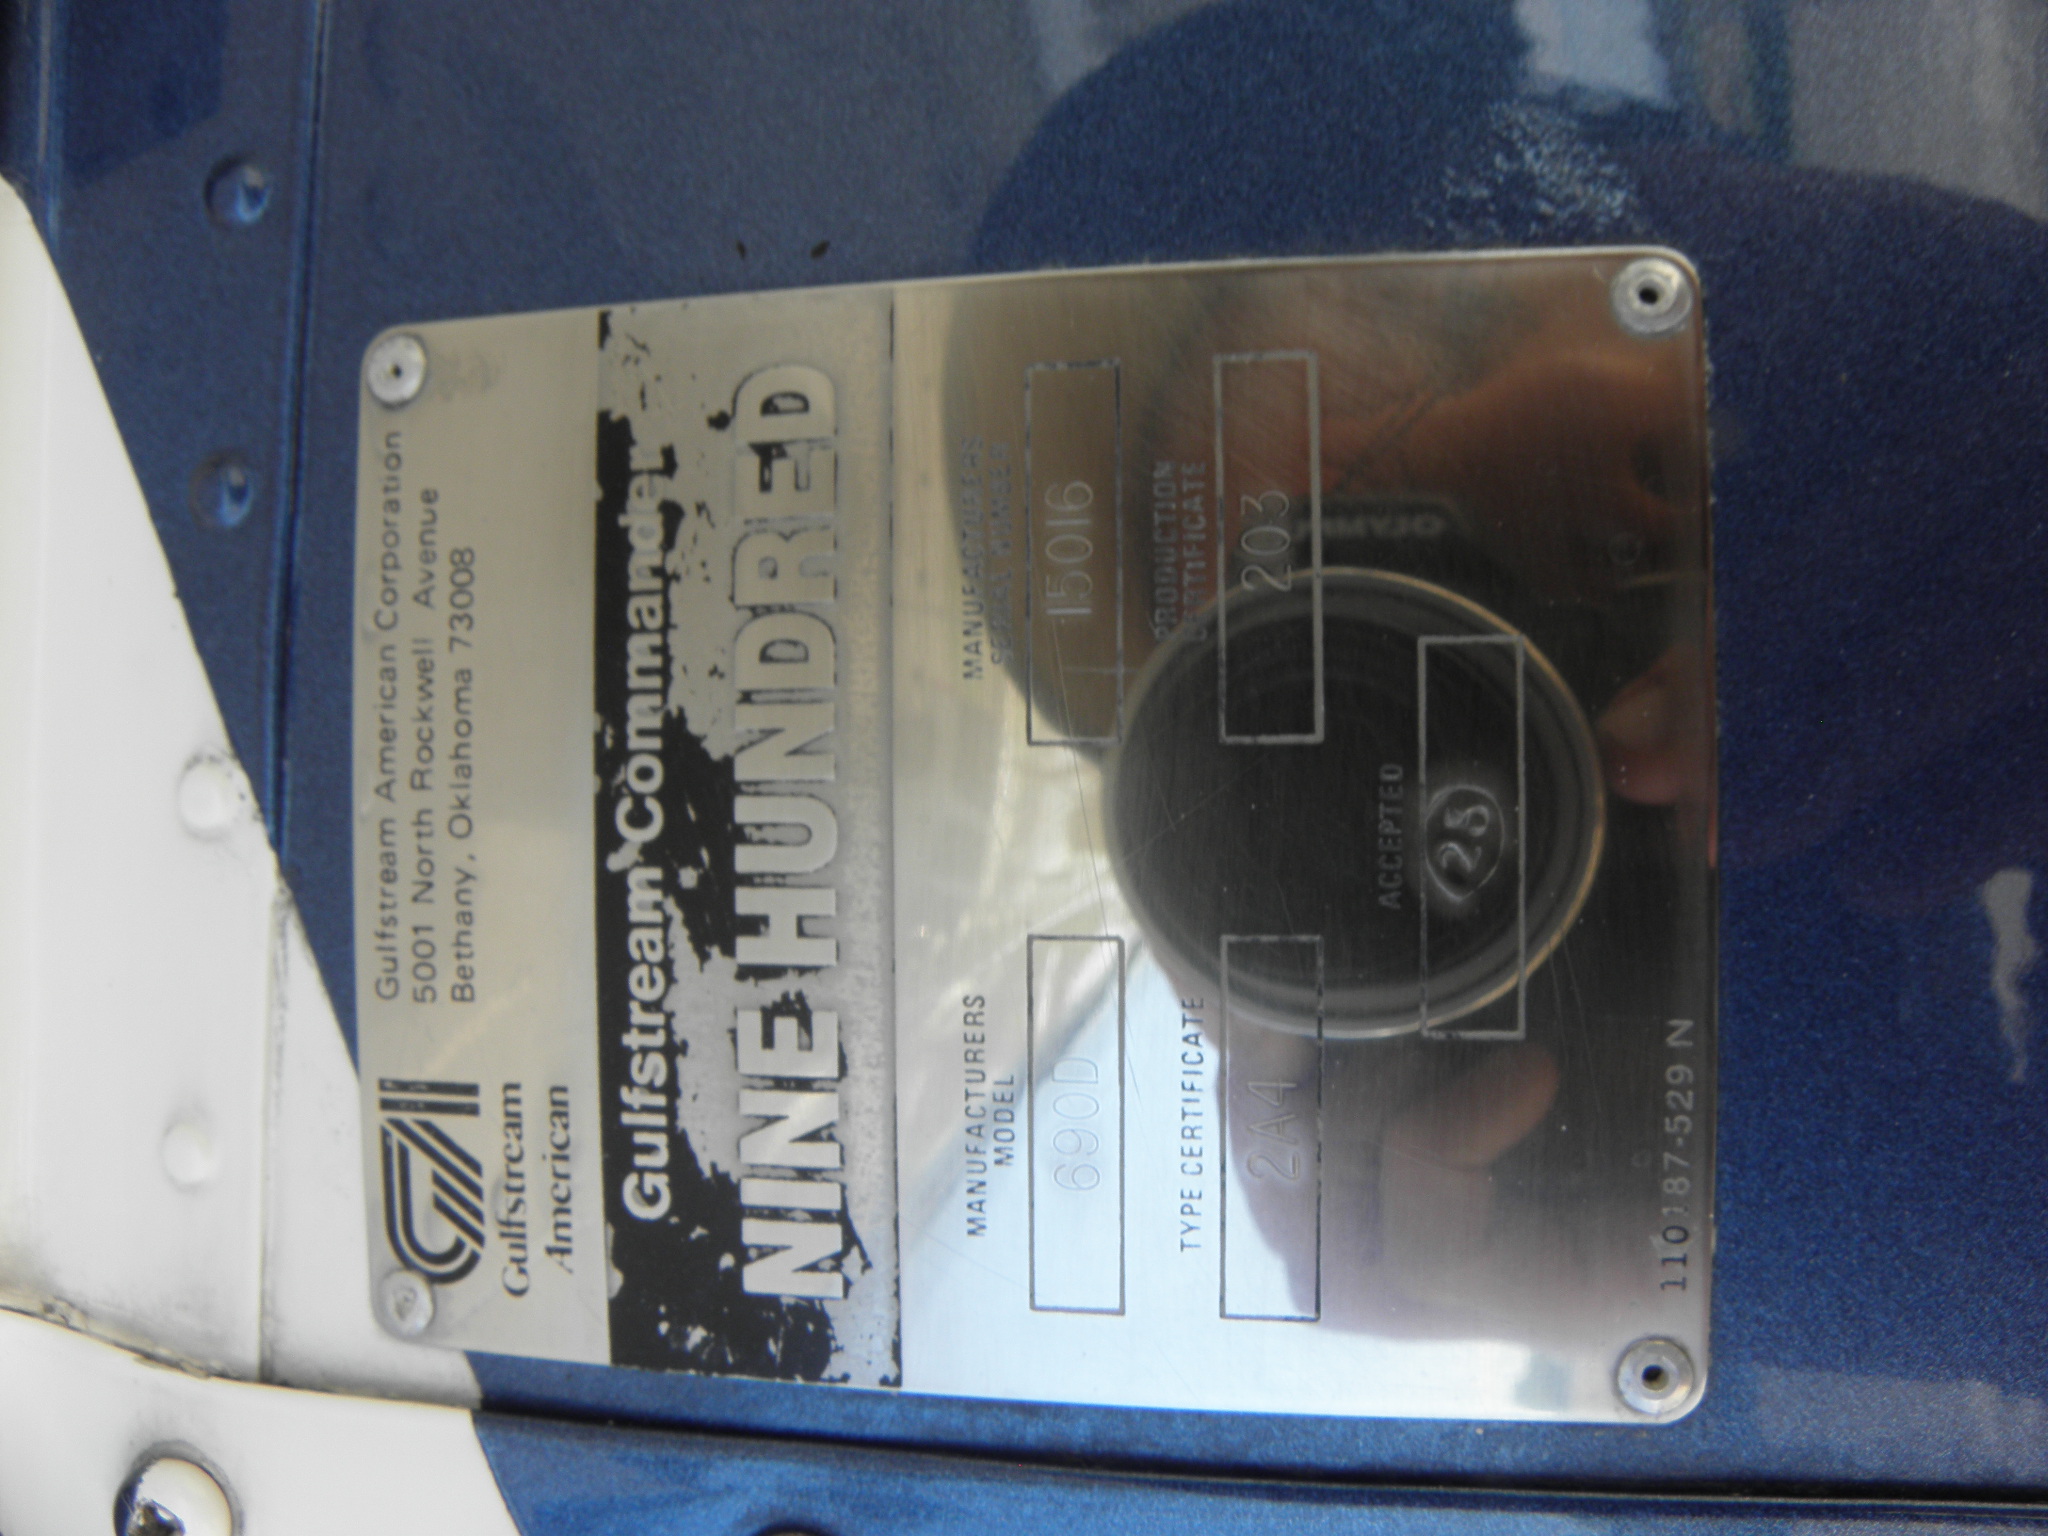 Gulfstream
American
Gulfstream American Corporation
5001 North Rockwell Avenue
Bethany, Oklahoma 73008
Gulfstream Commander
NINE HUNDRED
MANUFACTURERS
MODEL
690D
MANUFACTURERS
SERIAL NUMBER
15016
TYPE CERTIFICATE
2A4
PRODUCTION
CERTIFICATE
203
ACCEPTED
28
110187-529 N